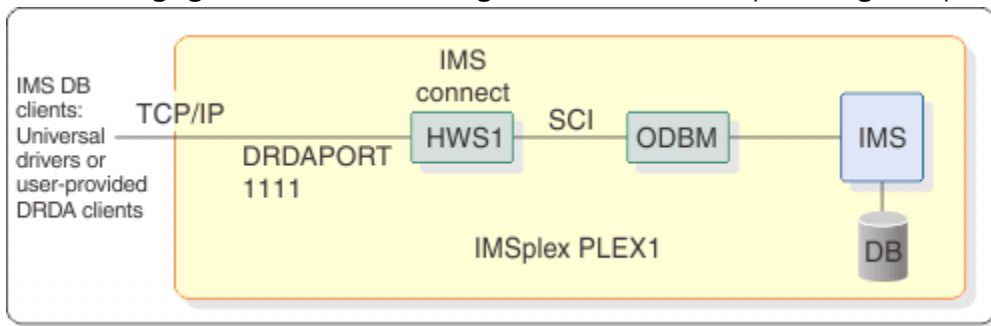 IMS DB
clients:
Universal
drivers or
user-provided
DRDA clients
TCP/IP
DRDAPORT
1111
IMS
connect
HWS1
SCI
ODBM
IMS
DB
IMSplex PLEX1